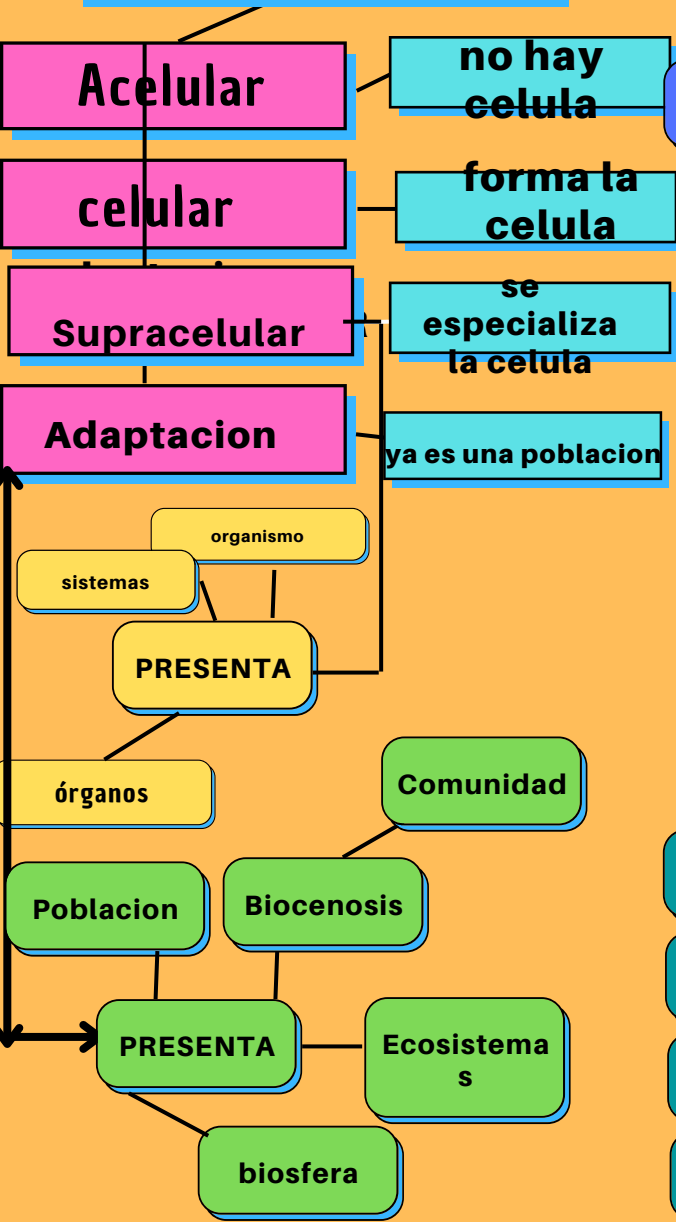 Acelular
no hay
celula
celular
forma la
celula
Supracelular
se
especializa
la celula
Adaptacion
ya es una poblacion
organismo
sistemas
PRESENTA
órganos
Comunidad
Poblacion
Biocenosis
PRESENTA
Ecosistema
s
biosfera